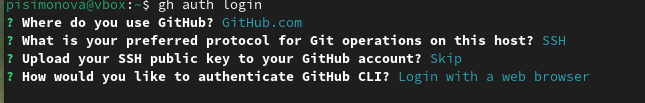 pisimonova@vbox:~$ gh auth login
? Where do you use GitHub? GitHub.com
? What is your preferred protocol for Git operations on this host? SSH
? Upload your SSH public key to your GitHub account? Skip
? How would you like to authenticate GitHub CLI? Login with a web browser